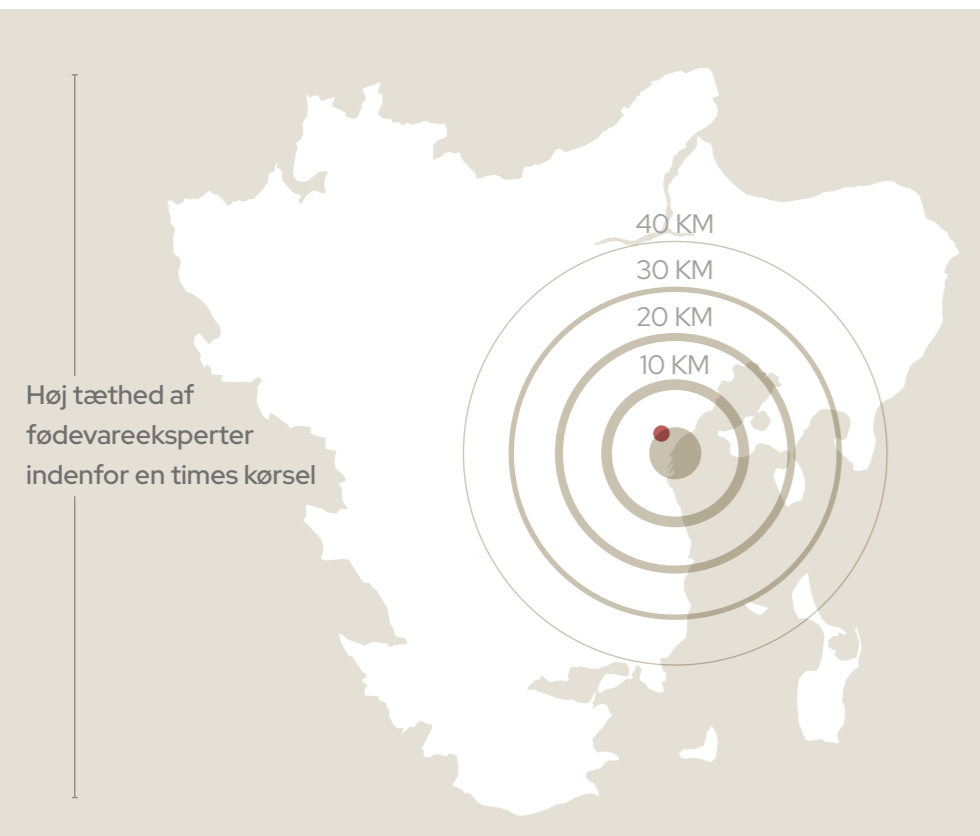 40 KM
30 KM
20 KM
10 KM
Høj tæthed af
fødevareeksperter
indenfor en times kørsel